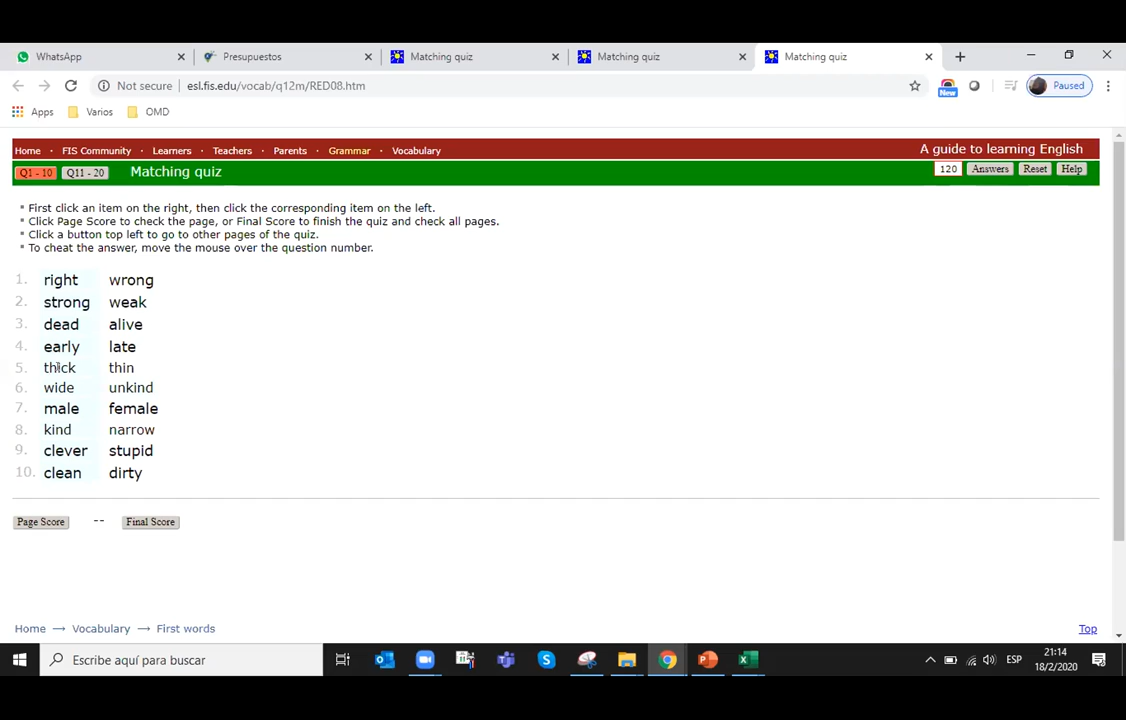 WhatsApp Presupuestos Matching quiz Matching quiz Matching quiz
Not secure esl.fis.edu/vocab/q12m/RED08.htm New Paused
Apps Varios OMD
Home · FIS Community · Learners · Teachers · Parents · Grammar · Vocabulary A guide to learning English
Q1 - 10 Q11 - 20 Matching quiz 120 Answers Reset Help
First click an item on the right, then click the corresponding item on the left.
Click Page Score to check the page, or Final Score to finish the quiz and check all pages.
Click a button top left to go to other pages of the quiz.
To cheat the answer, move the mouse over the question number.
1. right wrong
2. strong weak
3. dead alive
4. early late
5. thick thin
6. wide unkind
7. male female
8. kind narrow
9. clever stupid
10. clean dirty
Page Score -- Final Score
Home → Vocabulary → First words Top
Escribe aquí para buscar ESP 21:14
18/2/2020